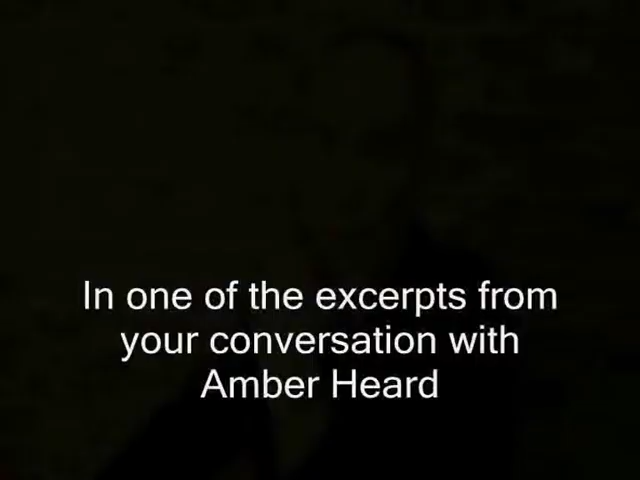 In one of the excerpts from
your conversation with
Amber Heard